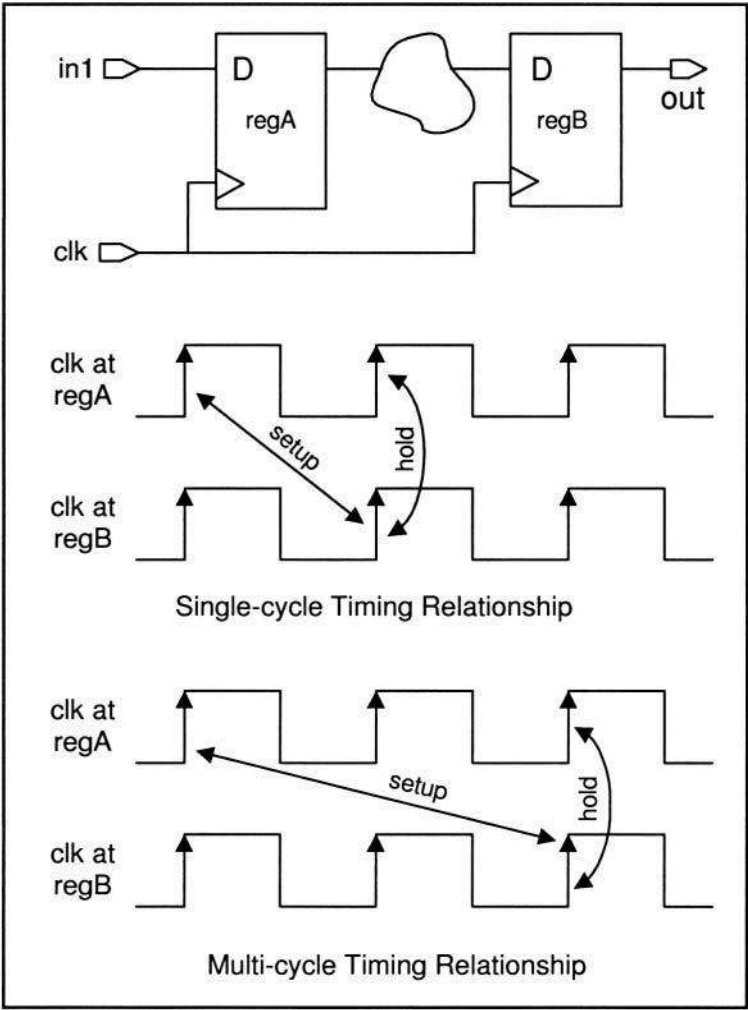 in1
D
D
regA
regB
out
clk
clk at
regA
setup
hold
clk at
regB
Single-cycle Timing Relationship
clk at
regA
setup
hold
clk at
regB
Multi-cycle Timing Relationship